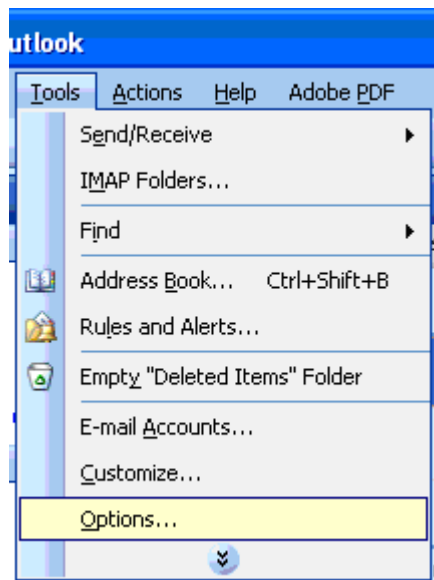 utlook
Tools Actions Help Adobe PDF
Send/Receive
IMAP Folders...
Find
Address Book... Ctrl+Shift+B
Rules and Alerts...
Empty "Deleted Items" Folder
E-mail Accounts...
Customize...
Options...